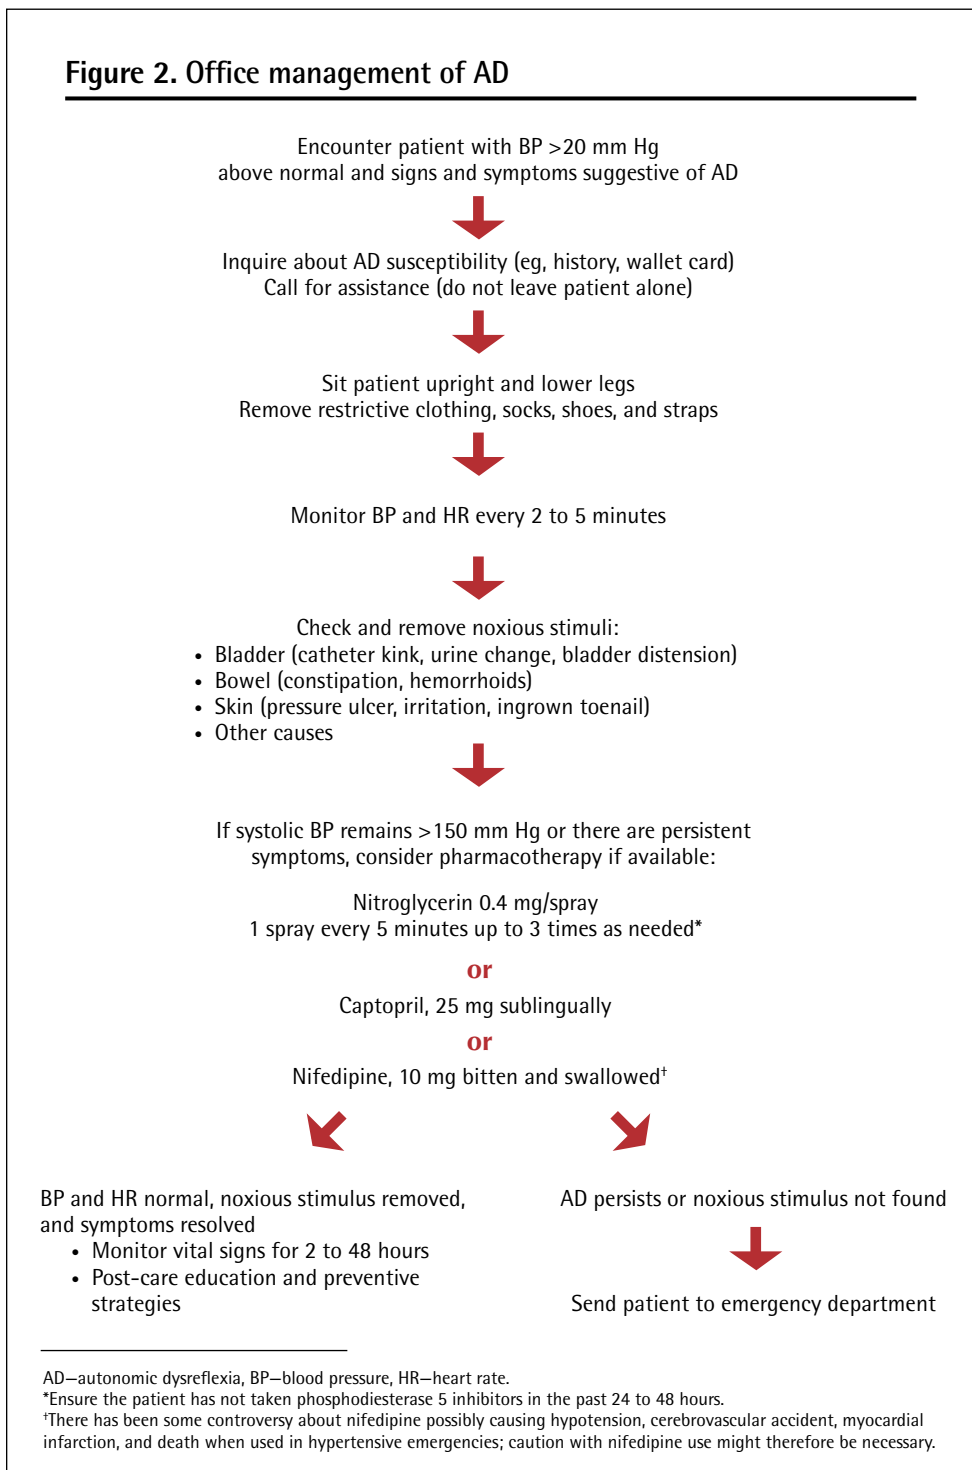 Figure 2. Office management of AD
Encounter patient with BP >20 mm Hg
above normal and signs and symptoms suggestive of AD
Inquire about AD susceptibility (eg, history, wallet card)
Call for assistance (do not leave patient alone)
Sit patient upright and lower legs
Remove restrictive clothing, socks, shoes, and straps
Monitor BP and HR every 2 to 5 minutes
Check and remove noxious stimuli:
• Bladder (catheter kink, urine change, bladder distension)
• Bowel (constipation, hemorrhoids)
• Skin (pressure ulcer, irritation, ingrown toenail)
• Other causes
If systolic BP remains >150 mm Hg or there are persistent
symptoms, consider pharmacotherapy if available:
Nitroglycerin 0.4 mg/spray
1 spray every 5 minutes up to 3 times as needed*
or
Captopril, 25 mg sublingually
or
Nifedipine, 10 mg bitten and swallowed†
BP and HR normal, noxious stimulus removed,
and symptoms resolved
• Monitor vital signs for 2 to 48 hours
• Post-care education and preventive
strategies
AD persists or noxious stimulus not found
Send patient to emergency department
AD—autonomic dysreflexia, BP—blood pressure, HR—heart rate.
*Ensure the patient has not taken phosphodiesterase 5 inhibitors in the past 24 to 48 hours.
†There has been some controversy about nifedipine possibly causing hypotension, cerebrovascular accident, myocardial
infarction, and death when used in hypertensive emergencies; caution with nifedipine use might therefore be necessary.